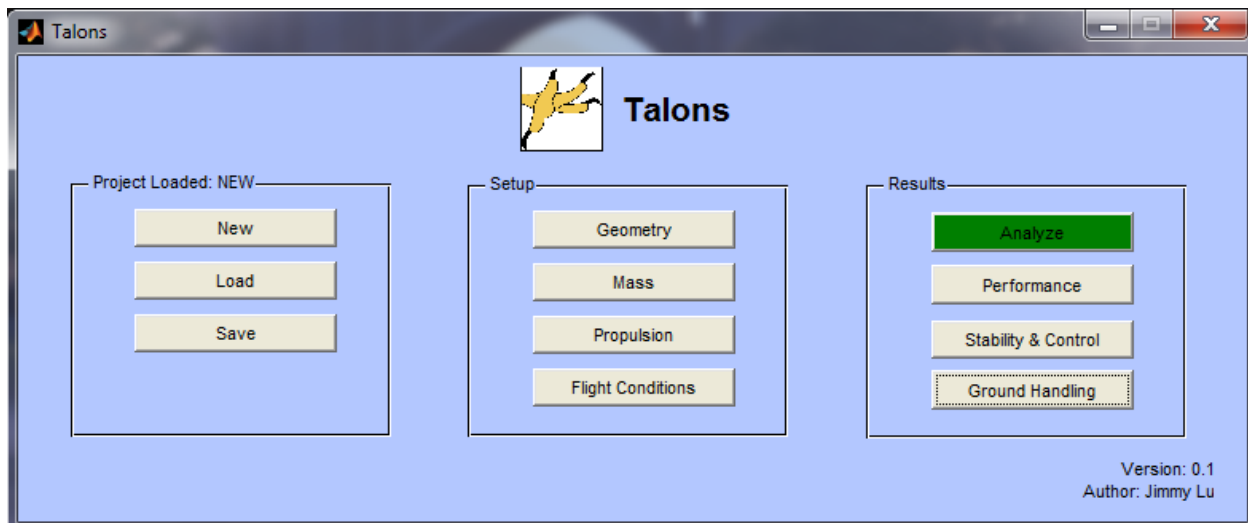 Talons
Talons
Project Loaded: NEW
New
Load
Save
Setup
Geometry
Mass
Propulsion
Flight Conditions
Results
Analyze
Performance
Stability & Control
Ground Handling
Version: 0.1
Author: Jimmy Lu